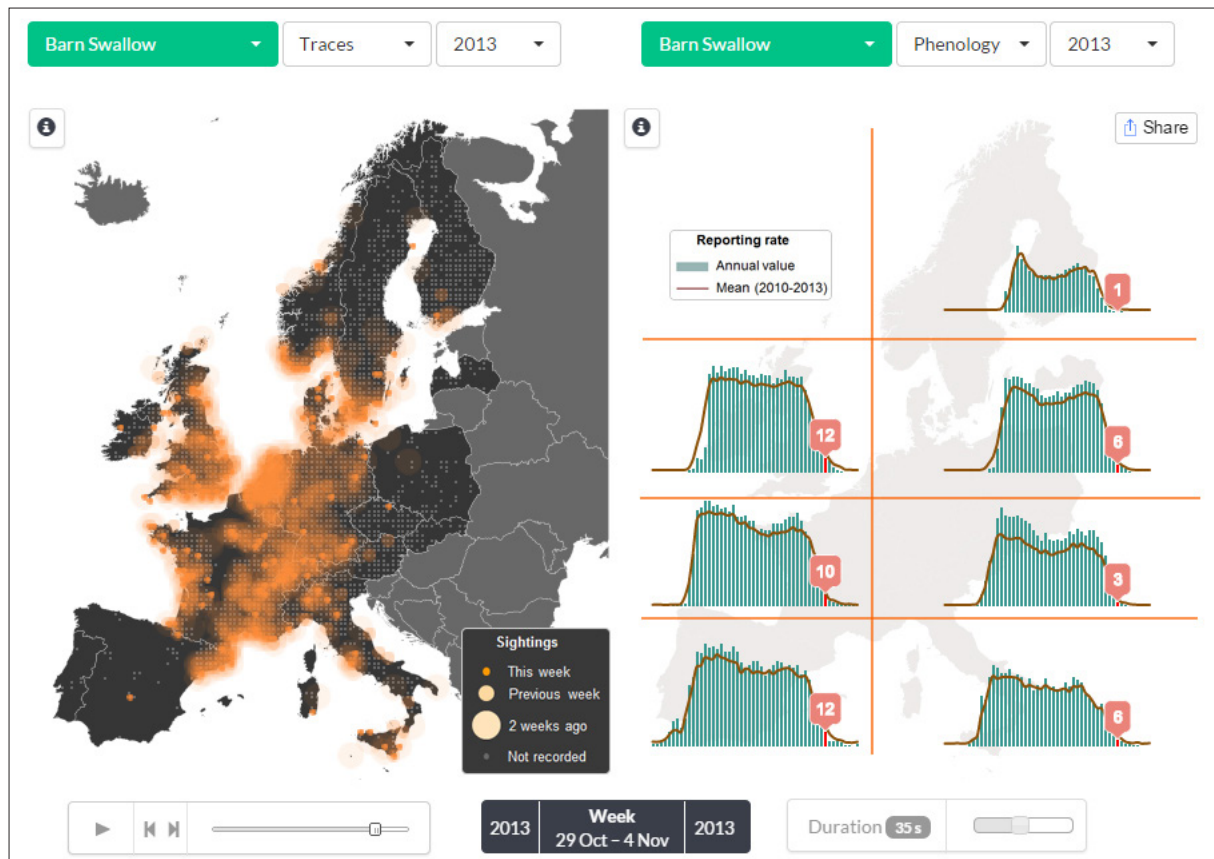 Barn Swallow
Traces
2013
Barn Swallow
Phenology
2013
Share
Reporting rate
Annual value
Mean (2010-2013)
1
12
6
10
3
12
6
Sightings
This week
Previous week
2 weeks ago
Not recorded
2013
Week
29 Oct – 4 Nov
2013
Duration 35 s